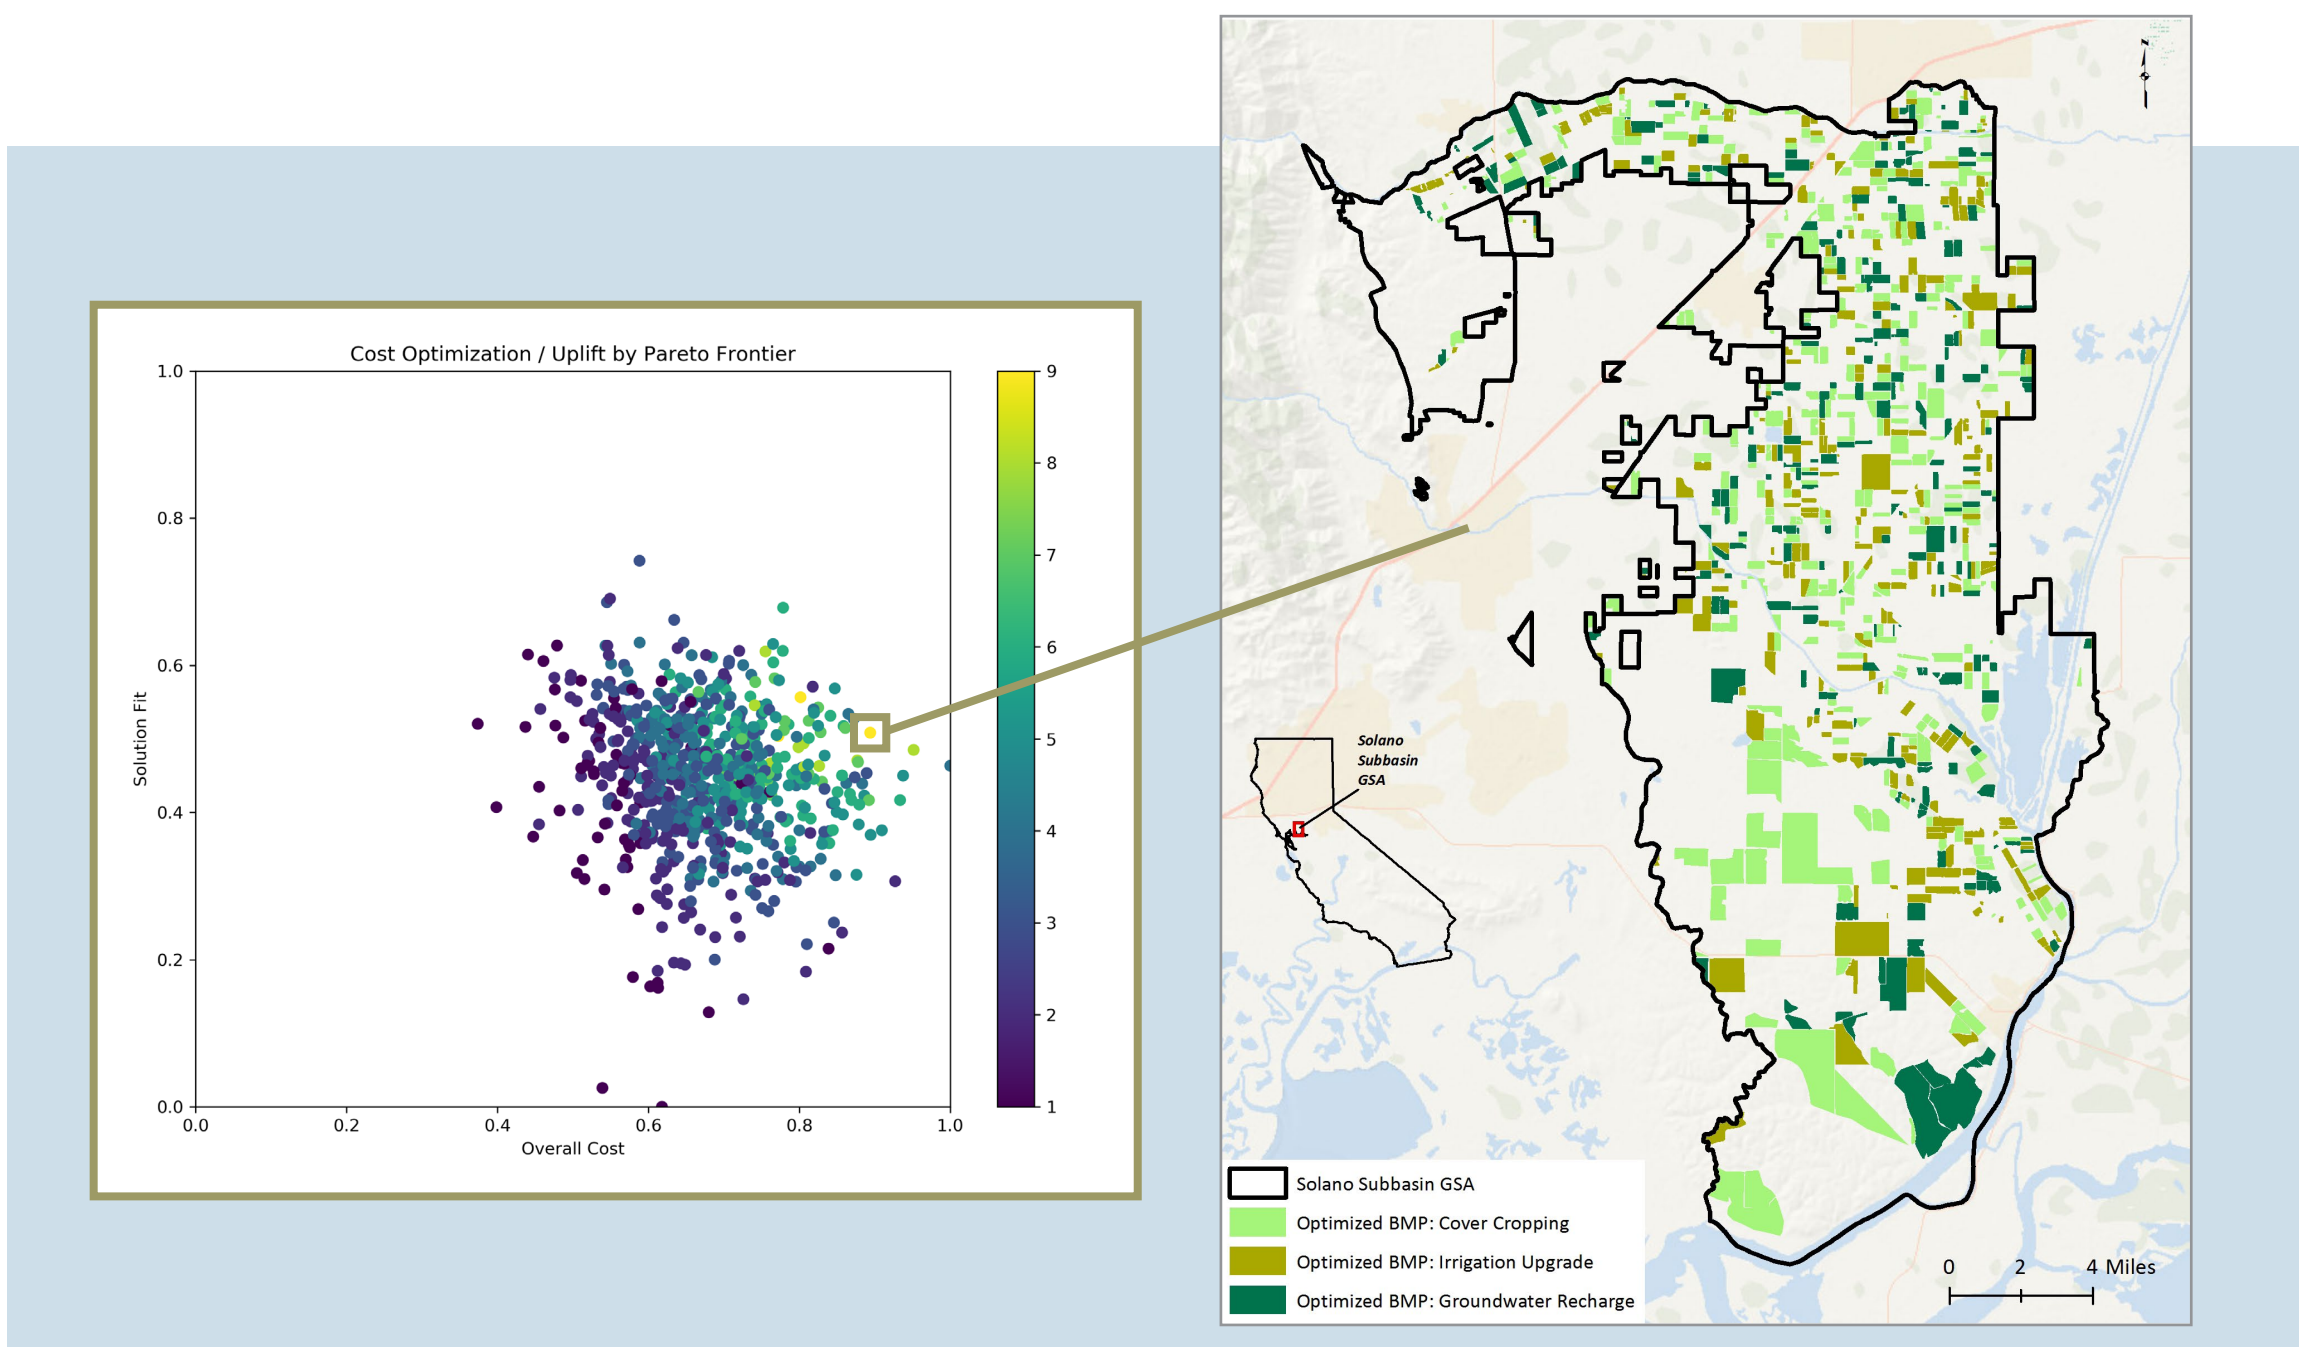 Cost Optimization / Uplift by Pareto Frontier
1.0
0.8
0.6
0.4
0.2
0.0
Solution Fit
0.0 0.2 0.4 0.6 0.8 1.0
Overall Cost
9
8
7
6
5
4
3
2
1
N
Solano
Subbasin
GSA
Solano Subbasin GSA
Optimized BMP: Cover Cropping
Optimized BMP: Irrigation Upgrade
Optimized BMP: Groundwater Recharge
0 2 4 Miles